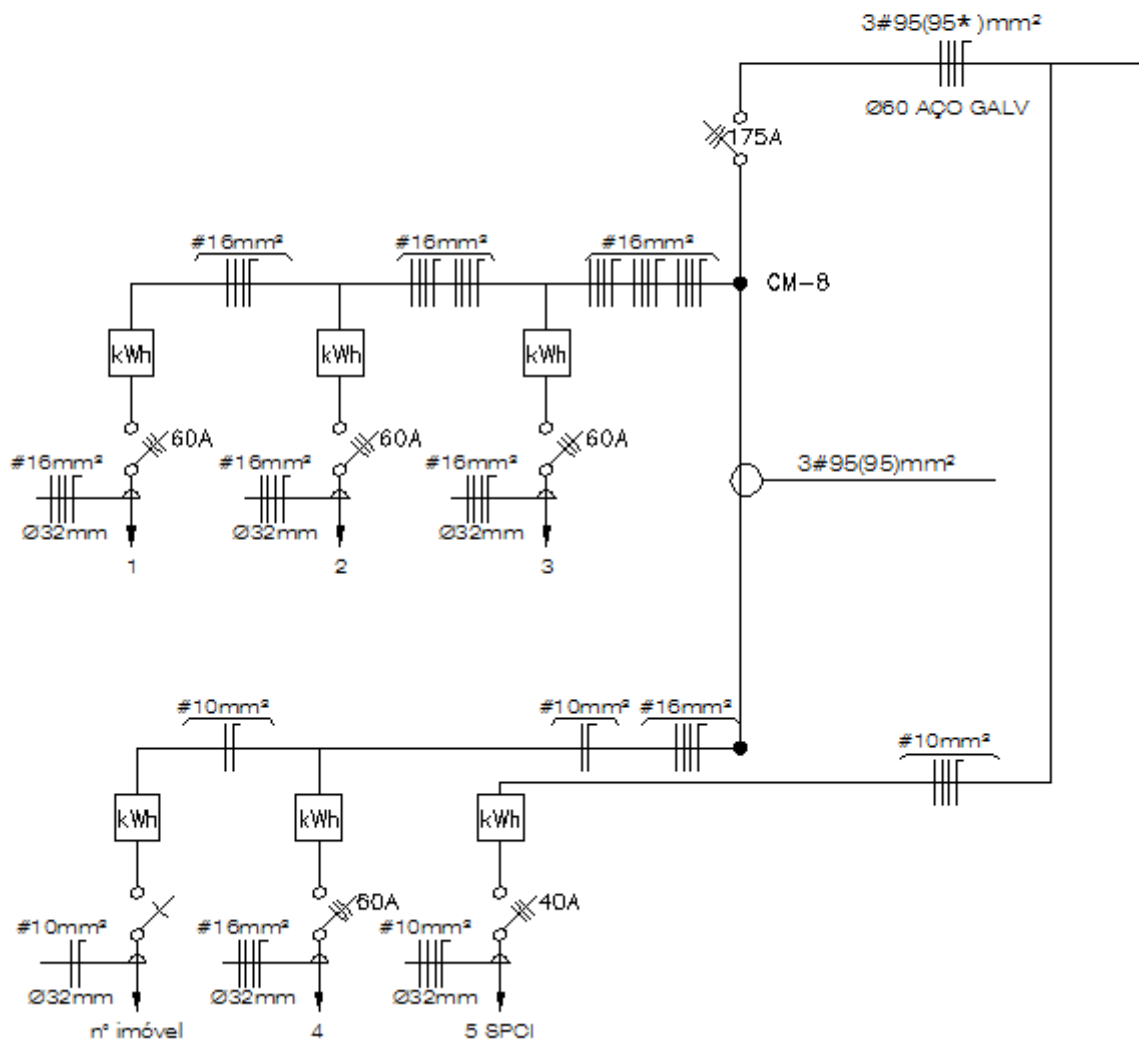 3#95(95*)mm²
Ø60 AÇO GALV
175A
#16mm²
#16mm²
#16mm²
CM-8
kWh
kWh
kWh
60A
60A
60A
#16mm²
#16mm²
#16mm²
3#95(95)mm²
Ø32mm
Ø32mm
Ø32mm
1
2
3
#10mm²
#10mm²
#16mm²
#10mm²
kWh
kWh
kWh
60A
40A
#10mm²
#16mm²
#10mm²
Ø32mm
Ø32mm
Ø32mm
n° imóvel
4
5 SPCI